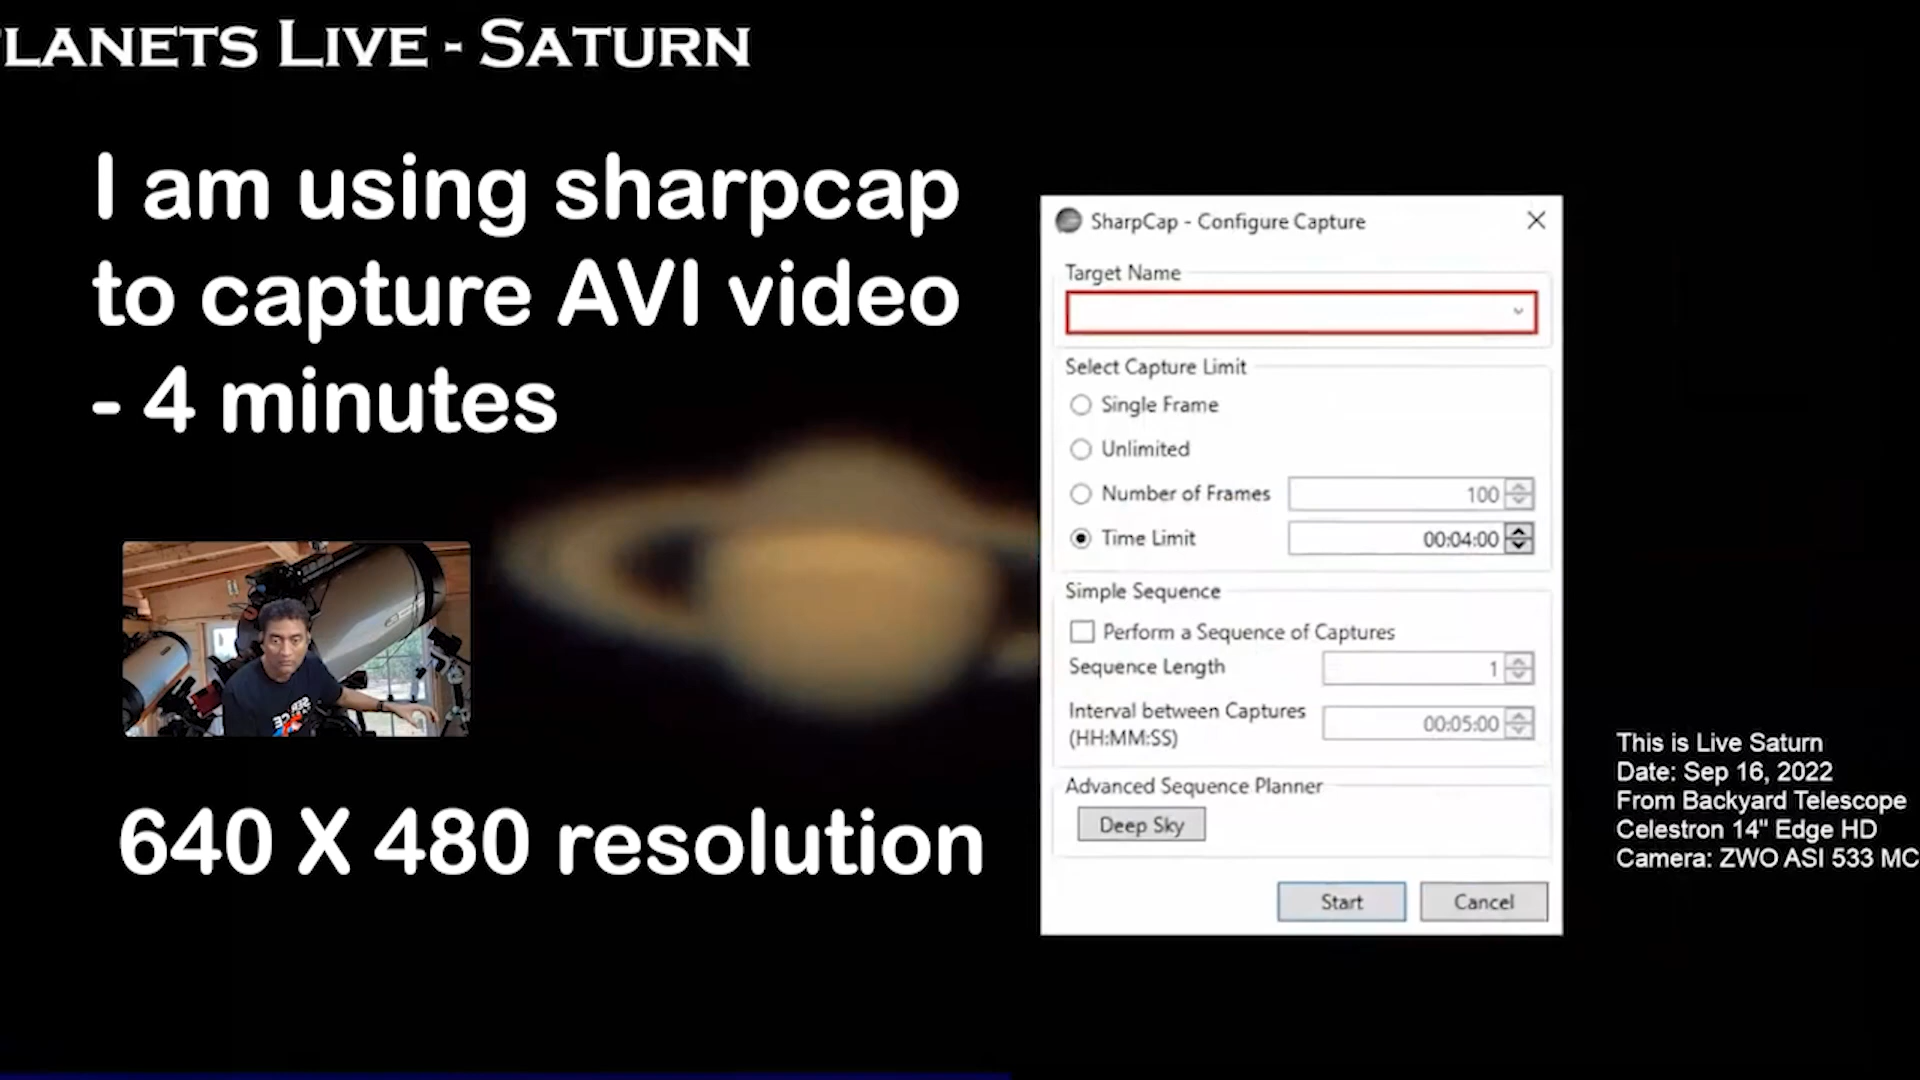 LANETS LIVE - SATURN
I am using sharpcap
to capture AVI video
- 4 minutes
640 X 480 resolution
SharpCap - Configure Capture
Target Name
Select Capture Limit
Single Frame
Unlimited
Number of Frames 100
Time Limit 00:04:00
Simple Sequence
Perform a Sequence of Captures
Sequence Length 1
Interval between Captures 00:05:00
(HH:MM:SS)
Advanced Sequence Planner
Deep Sky
Start Cancel
This is Live Saturn
Date: Sep 16, 2022
From Backyard Telescope
Celestron 14" Edge HD
Camera: ZWO ASI 533 MC